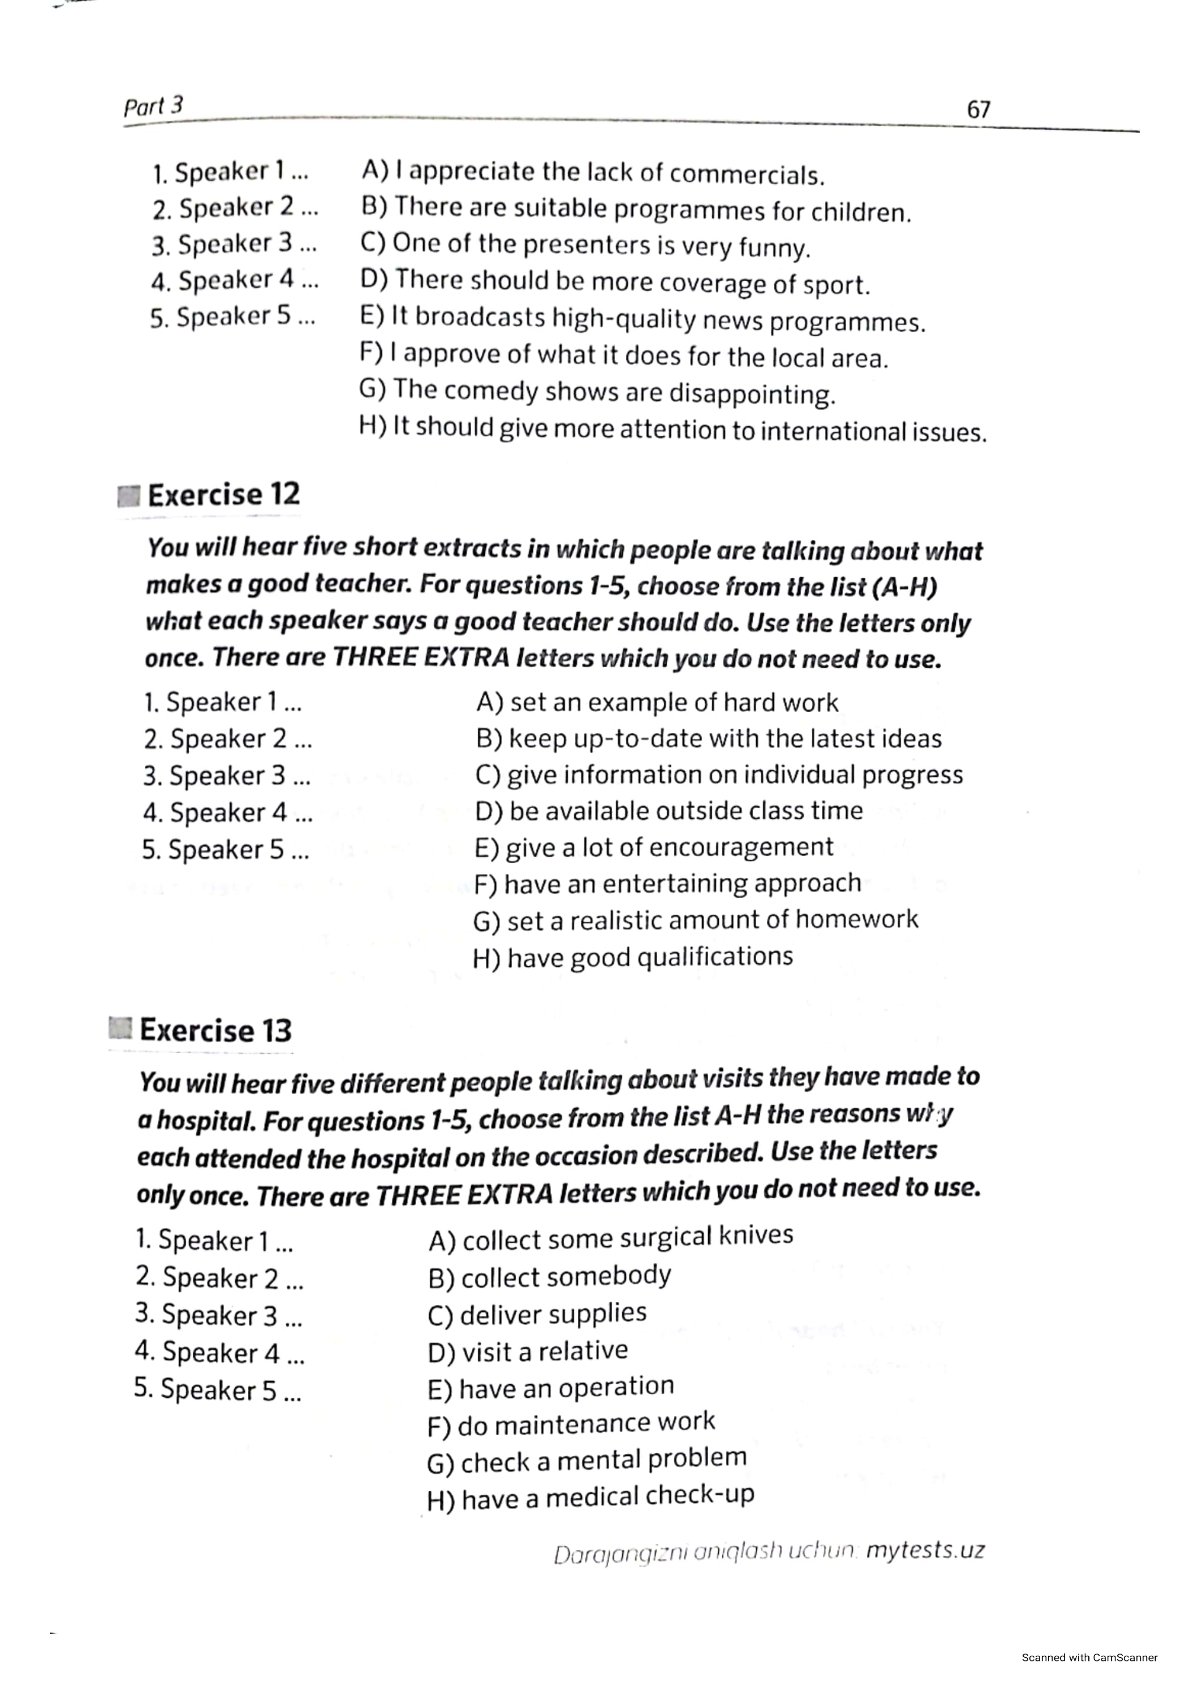 Part 3 67
1. Speaker 1 ... A) I appreciate the lack of commercials.
2. Speaker 2 ... B) There are suitable programmes for children.
3. Speaker 3 ... C) One of the presenters is very funny.
4. Speaker 4 ... D) There should be more coverage of sport.
5. Speaker 5 ... E) It broadcasts high-quality news programmes.
F) I approve of what it does for the local area.
G) The comedy shows are disappointing.
H) It should give more attention to international issues.
Exercise 12
You will hear five short extracts in which people are talking about what
makes a good teacher. For questions 1-5, choose from the list (A-H)
what each speaker says a good teacher should do. Use the letters only
once. There are THREE EXTRA letters which you do not need to use.
1. Speaker 1 ... A) set an example of hard work
2. Speaker 2 ... B) keep up-to-date with the latest ideas
3. Speaker 3 ... C) give information on individual progress
4. Speaker 4 ... D) be available outside class time
5. Speaker 5 ... E) give a lot of encouragement
F) have an entertaining approach
G) set a realistic amount of homework
H) have good qualifications
Exercise 13
You will hear five different people talking about visits they have made to
a hospital. For questions 1-5, choose from the list A-H the reasons why
each attended the hospital on the occasion described. Use the letters
only once. There are THREE EXTRA letters which you do not need to use.
1. Speaker 1 ... A) collect some surgical knives
2. Speaker 2 ... B) collect somebody
3. Speaker 3 ... C) deliver supplies
4. Speaker 4 ... D) visit a relative
5. Speaker 5 ... E) have an operation
F) do maintenance work
G) check a mental problem
H) have a medical check-up
Darajangizni aniqlash uchun: mytests.uz
Scanned with CamScanner